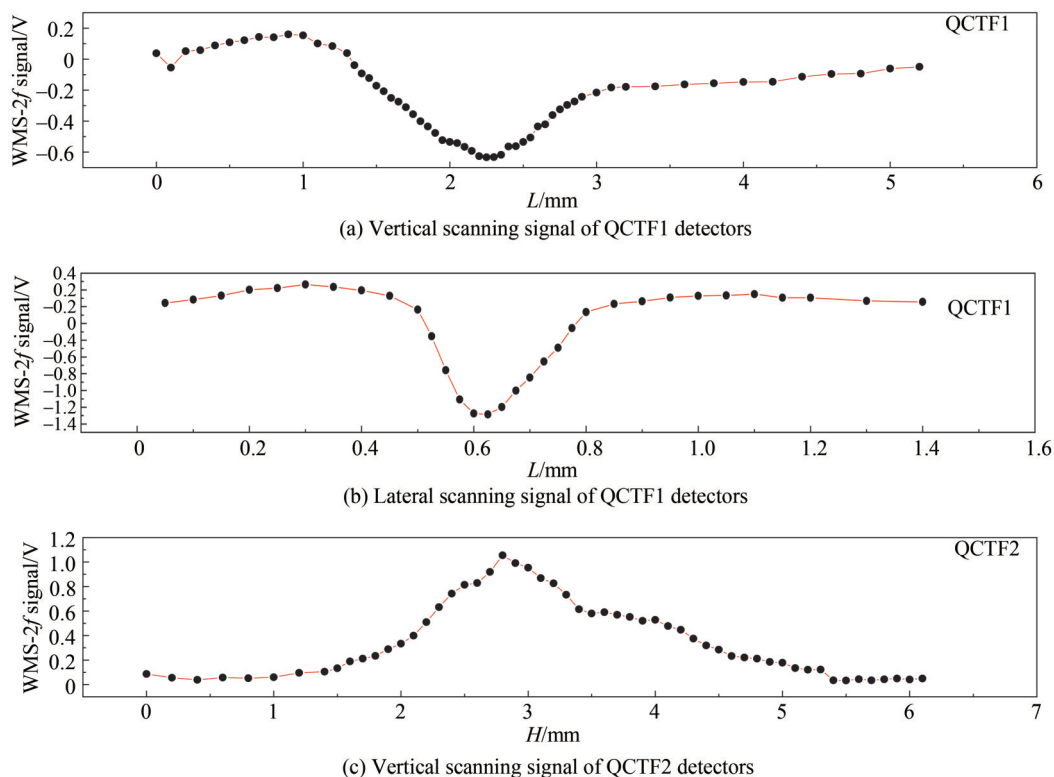 QCTF1
WMS-2f signal/V
0.2
0
−0.2
−0.4
−0.6
0 1 2 3 4 5 6
L/mm
(a) Vertical scanning signal of QCTF1 detectors
QCTF1
WMS-2f signal/V
0.4
0.2
−0.2
0
−0.4
−0.6
−0.8
−1.0
−1.2
−1.4
0 0.2 0.4 0.6 0.8 1.0 1.2 1.4 1.6
L/mm
(b) Lateral scanning signal of QCTF1 detectors
QCTF2
WMS-2f signal/V
1.2
1.0
0.8
0.6
0.4
0.2
0
0 1 2 3 4 5 6 7
H/mm
(c) Vertical scanning signal of QCTF2 detectors